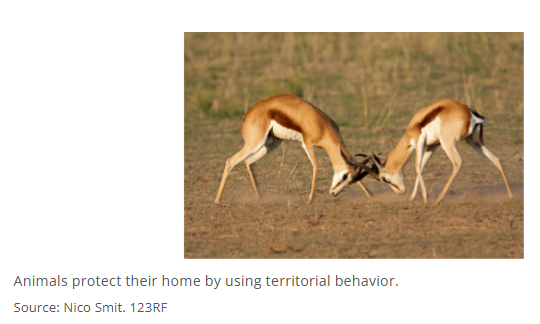 Animals protect their home by using territorial behavior.
Source: Nico Smit. 123RF